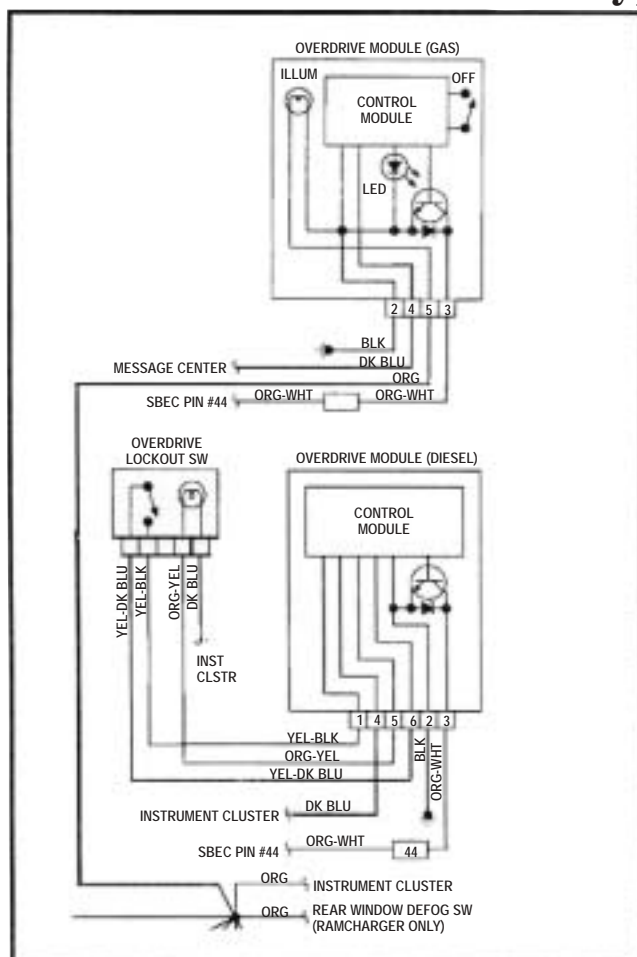 OVERDRIVE MODULE (GAS)
ILLUM
OFF
CONTROL
MODULE
LED
2 4 5 3
BLK
MESSAGE CENTER
DK BLU
ORG
SBEC PIN #44
ORG-WHT
ORG-WHT
OVERDRIVE
LOCKOUT SW
OVERDRIVE MODULE (DIESEL)
CONTROL
MODULE
YEL-DK BLU
YEL-BLK
ORG-YEL
DK BLU
INST
CLSTR
1 4 5 6 2 3
YEL-BLK
ORG-YEL
YEL-DK BLU
BLK
ORG-WHT
INSTRUMENT CLUSTER
DK BLU
SBEC PIN #44
ORG-WHT
44
ORG
INSTRUMENT CLUSTER
ORG
REAR WINDOW DEFOG SW
(RAMCHARGER ONLY)